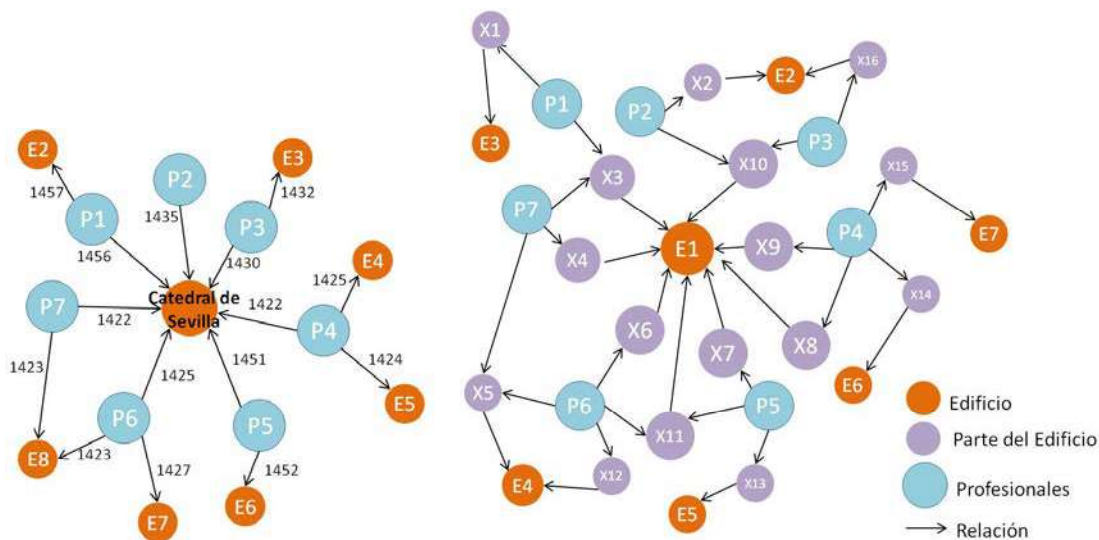 E2
1457
P1
1456
P2
1435
E3
1432
P3
1430
E4
1425
Catedral de
Sevilla
1422
P4
1424
E5
P7
1422
1423
1425
1451
P6
P5
E8
1423
1427
1452
E7
E6
X1
P1
E3
X2
E2
X16
P2
P3
X10
X3
P7
X4
E1
X9
P4
X15
E7
X14
X8
E6
X6
X7
X5
P6
X11
P5
X12
X13
E4
E5
Edificio
Parte del Edificio
Profesionales
Relación